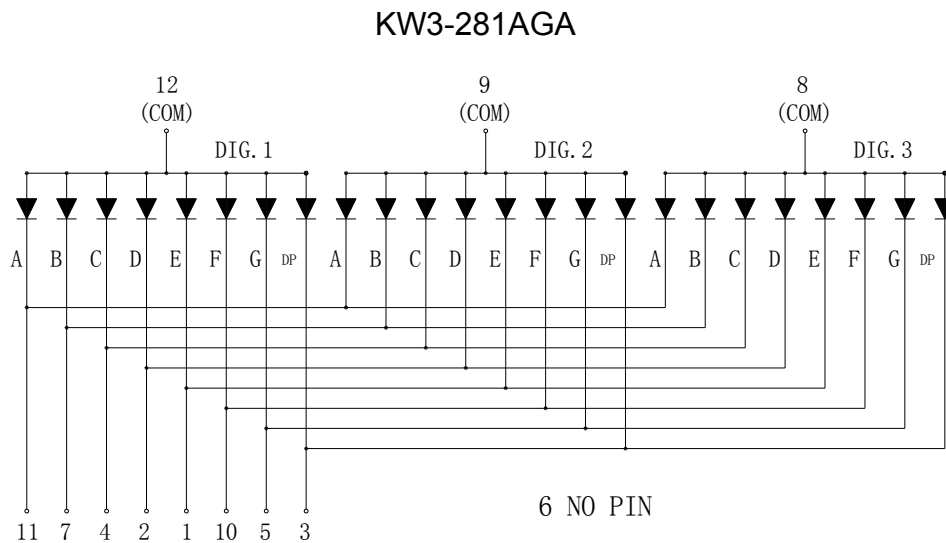 KW3-281AGA
12 9 8
(COM) (COM) (COM)
DIG.1 DIG.2 DIG.3
A B C D E F G DP A B C D E F G DP A B C D E F G DP
6 NO PIN
11 7 4 2 1 10 5 3